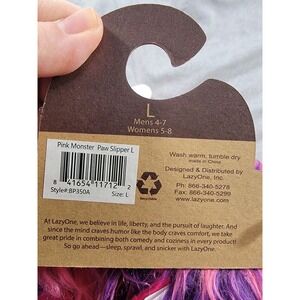 L
Mens 4-7
Womens 5-8
Pink Monster Paw Slipper L
8 41654 11712 2
Style#:BP350A Size: L
Recyclable
Wash warm, tumble dry
made in China
Designed & Distributed by
LazyOne, Inc.
Ph: 866-340-5278
Fax: 866-340-5299
www.lazyone.com
At LazyOne, we believe in life, liberty, and the pursuit of laughter. And
since the mind craves humor like the body craves comfort, we take
great pride in combining both comedy and coziness in every product!
So go ahead—sleep, sprawl, and snicker with LazyOne.